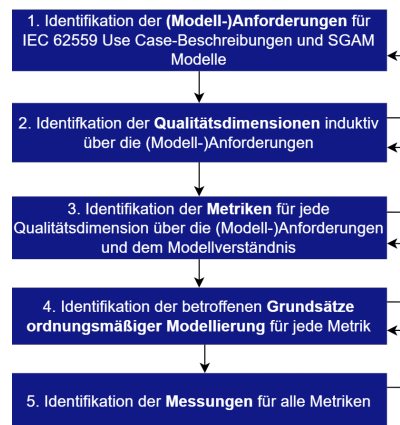 1. Identifikation der (Modell-)Anforderungen für
IEC 62559 Use Case-Beschreibungen und SGAM
Modelle
2. Identifkation der Qualitätsdimensionen induktiv
über die (Modell-)Anforderungen
3. Identifikation der Metriken für jede
Qualitätsdimension über die (Modell-)Anforderungen
und dem Modellverständnis
4. Identifikation der betroffenen Grundsätze
ordnungsmäßiger Modellierung für jede Metrik
5. Identifikation der Messungen für alle Metriken